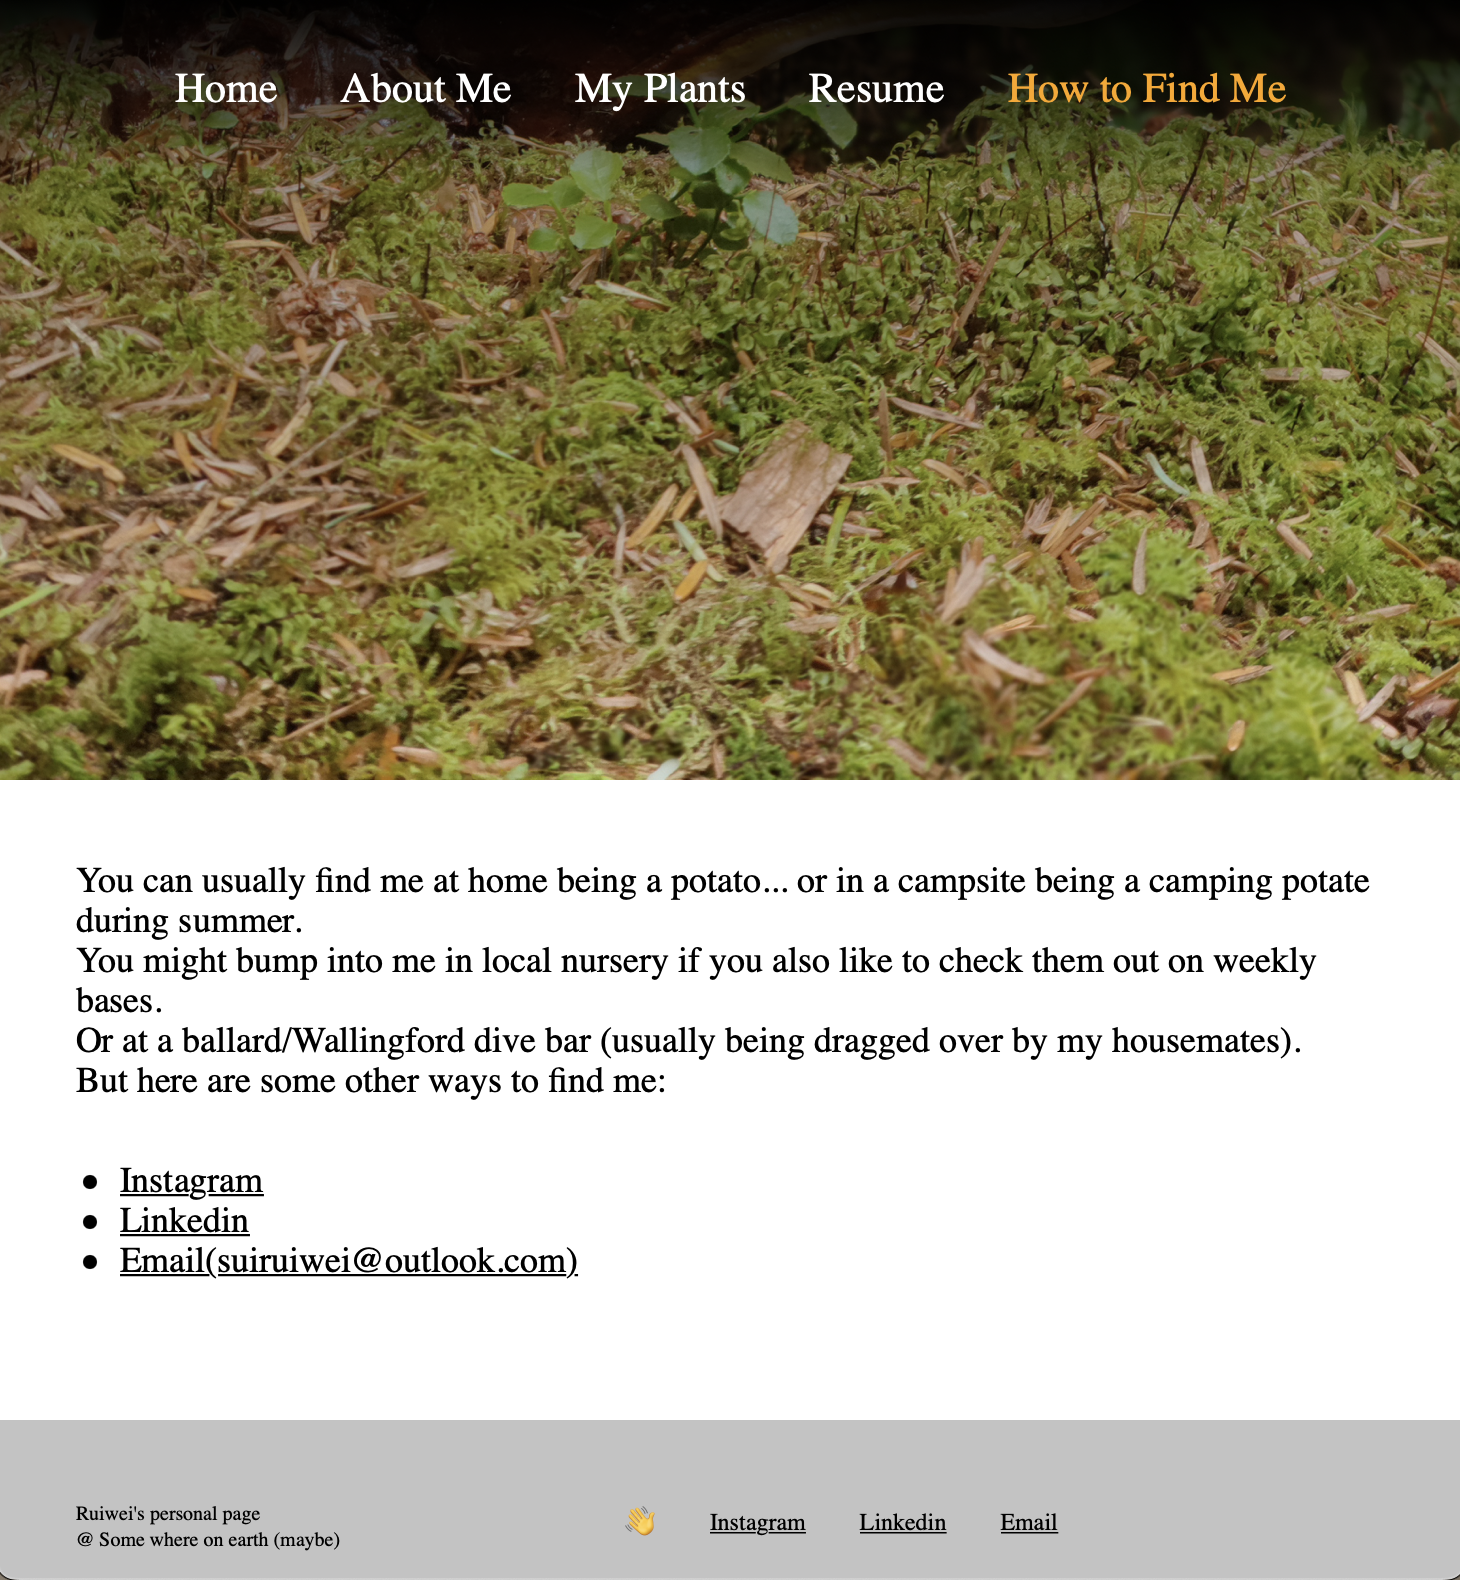 Home About Me My Plants Resume How to Find Me
You can usually find me at home being a potato... or in a campsite being a camping potate
during summer.
You might bump into me in local nursery if you also like to check them out on weekly
bases.
Or at a ballard/Wallingford dive bar (usually being dragged over by my housemates).
But here are some other ways to find me:
Instagram
Linkedin
Email(suiruiwei@outlook.com)
Ruiwei's personal page
@ Some where on earth (maybe)
👋 Instagram Linkedin Email